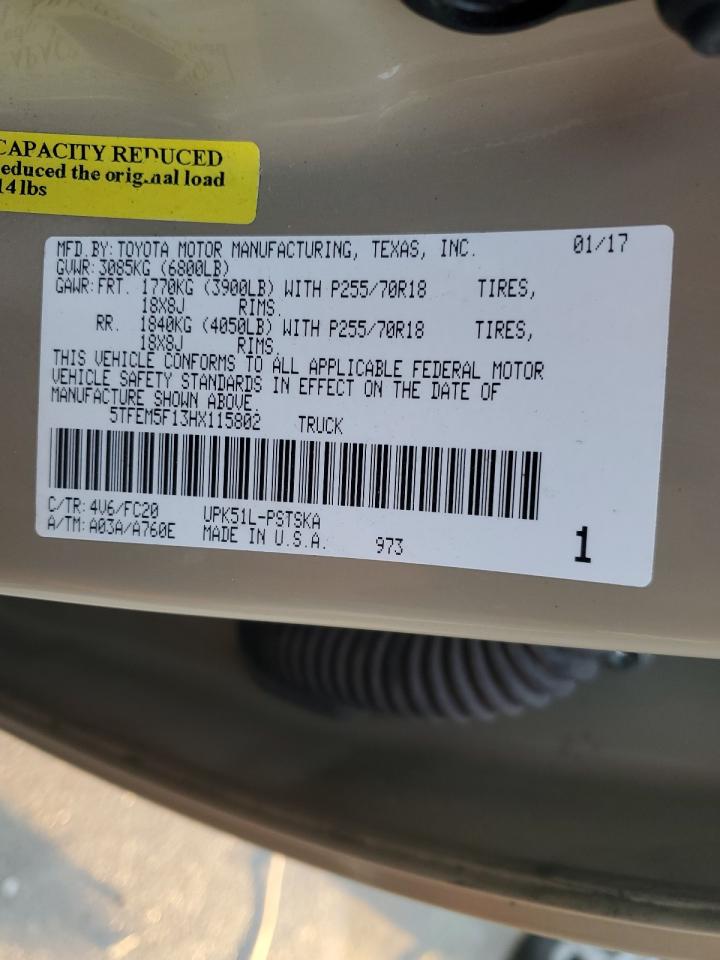 CAPACITY REDUCED
educed the original load
14 lbs
MFD.BY: TOYOTA MOTOR MANUFACTURING, TEXAS, INC. 01/17
GVWR: 3085KG (6800LB)
GAWR: FRT. 1770KG (3900LB) WITH P255/70R18 TIRES,
18X8J RIMS.
RR. 1840KG (4050LB) WITH P255/70R18 TIRES,
18X8J RIMS.
THIS VEHICLE CONFORMS TO ALL APPLICABLE FEDERAL MOTOR
VEHICLE SAFETY STANDARDS IN EFFECT ON THE DATE OF
MANUFACTURE SHOWN ABOVE.
5TFEM5F13HX115802 TRUCK
C/TR: 4V6/FC20 UPK51L-PSTSKA
A/TM: A03A/A760E MADE IN U.S.A. 973 1